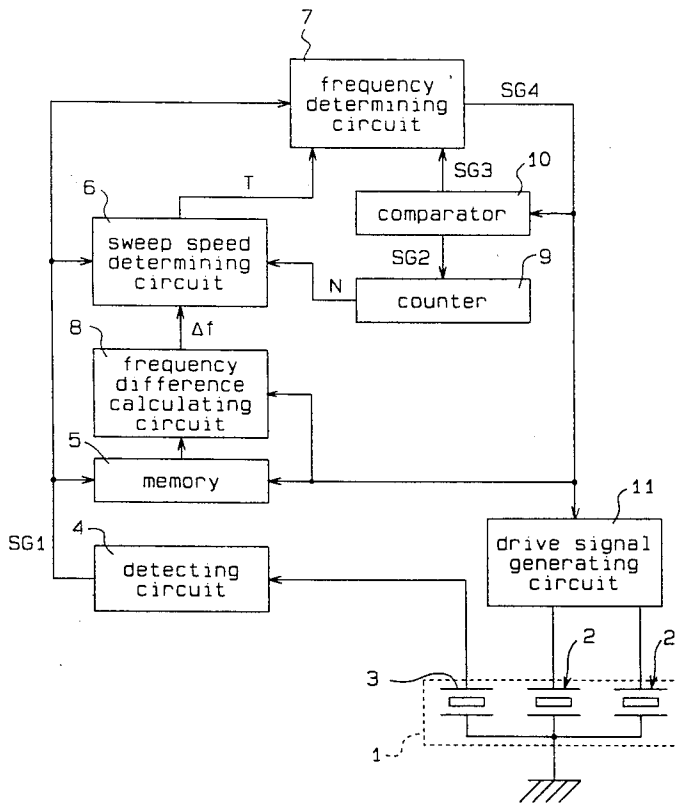 7
frequency
determining
circuit
SG4
T
SG3
10
6
comparator
sweep speed
determining
circuit
SG2
9
N
counter
8
Δf
frequency
difference
calculating
circuit
5
memory
11
SG1
4
detecting
circuit
drive signal
generating
circuit
3
2
2
1